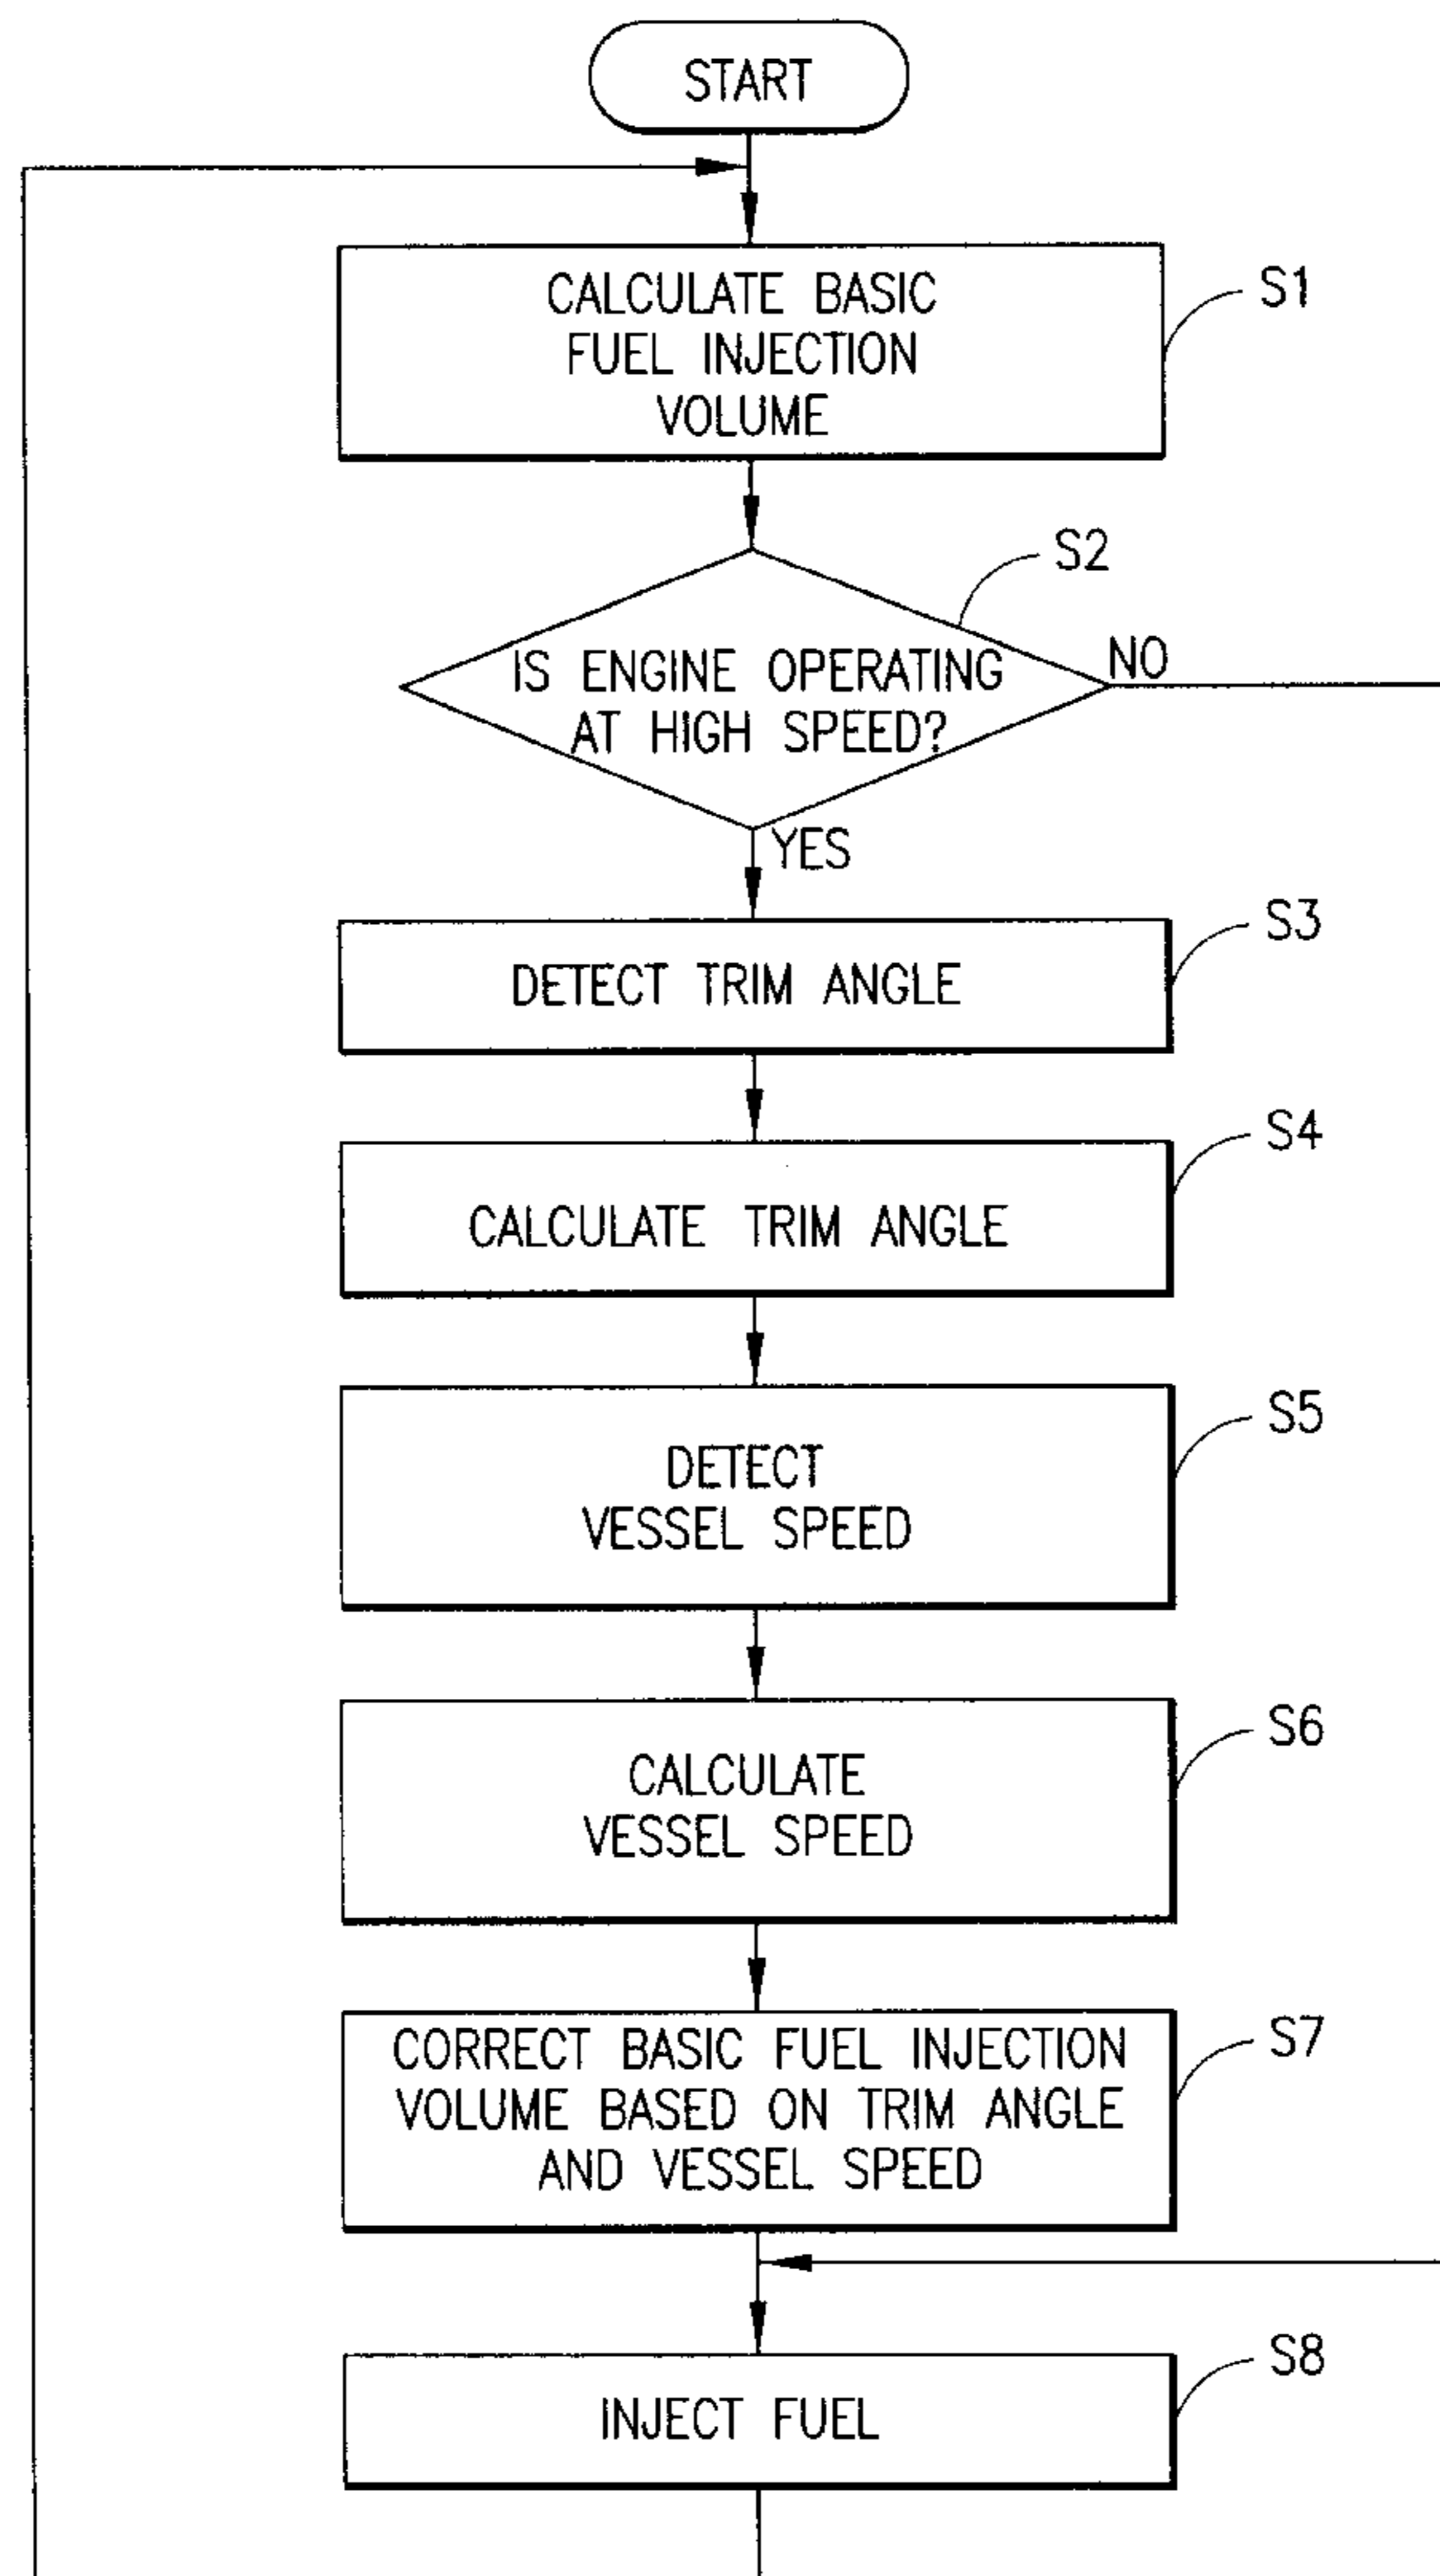 START
CALCULATE BASIC
FUEL INJECTION
VOLUME
S1
S2
IS ENGINE OPERATING
AT HIGH SPEED?
NO
YES
S3
DETECT TRIM ANGLE
S4
CALCULATE TRIM ANGLE
S5
DETECT
VESSEL SPEED
S6
CALCULATE
VESSEL SPEED
S7
CORRECT BASIC FUEL INJECTION
VOLUME BASED ON TRIM ANGLE
AND VESSEL SPEED
S8
INJECT FUEL